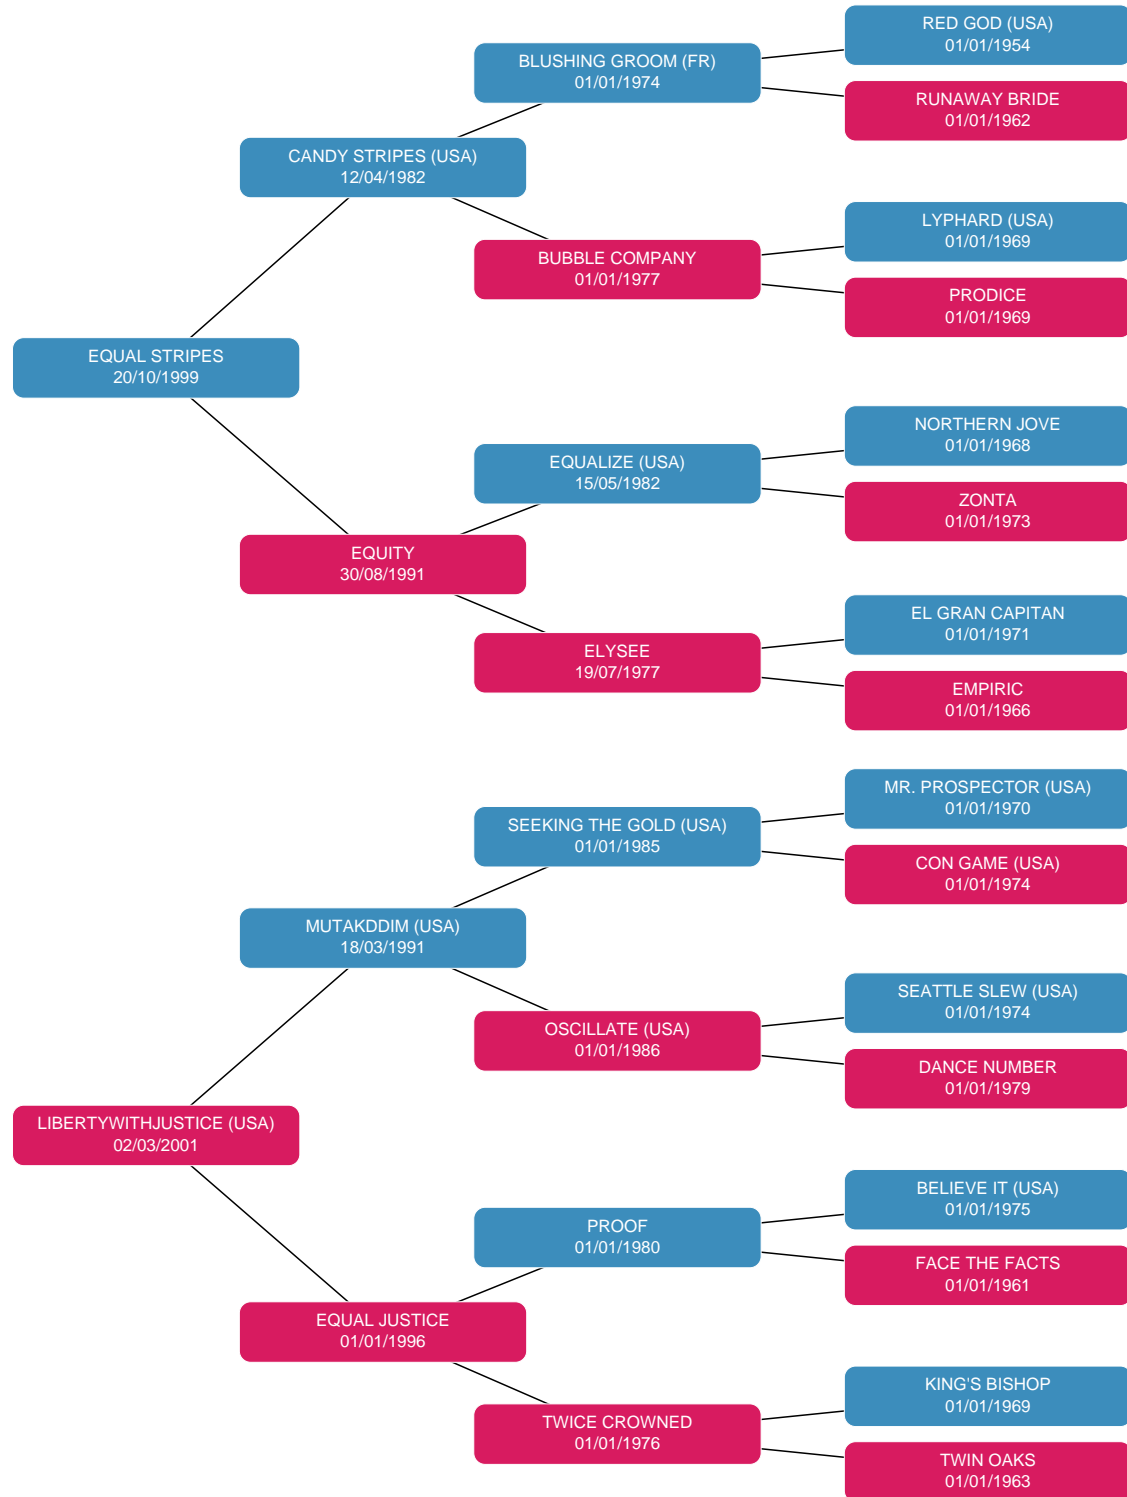 RED GOD (USA)
01/01/1954
BLUSHING GROOM (FR)
01/01/1974
RUNAWAY BRIDE
01/01/1962
CANDY STRIPES (USA)
12/04/1982
LYPHARD (USA)
01/01/1969
BUBBLE COMPANY
01/01/1977
PRODICE
01/01/1969
EQUAL STRIPES
20/10/1999
NORTHERN JOVE
01/01/1968
EQUALIZE (USA)
15/05/1982
ZONTA
01/01/1973
EQUITY
30/08/1991
EL GRAN CAPITAN
01/01/1971
ELYSEE
19/07/1977
EMPIRIC
01/01/1966
MR. PROSPECTOR (USA)
01/01/1970
SEEKING THE GOLD (USA)
01/01/1985
CON GAME (USA)
01/01/1974
MUTAKDDIM (USA)
18/03/1991
SEATTLE SLEW (USA)
01/01/1974
OSCILLATE (USA)
01/01/1986
DANCE NUMBER
01/01/1979
LIBERTYWITHJUSTICE (USA)
02/03/2001
BELIEVE IT (USA)
01/01/1975
PROOF
01/01/1980
FACE THE FACTS
01/01/1961
EQUAL JUSTICE
01/01/1996
KING'S BISHOP
01/01/1969
TWICE CROWNED
01/01/1976
TWIN OAKS
01/01/1963